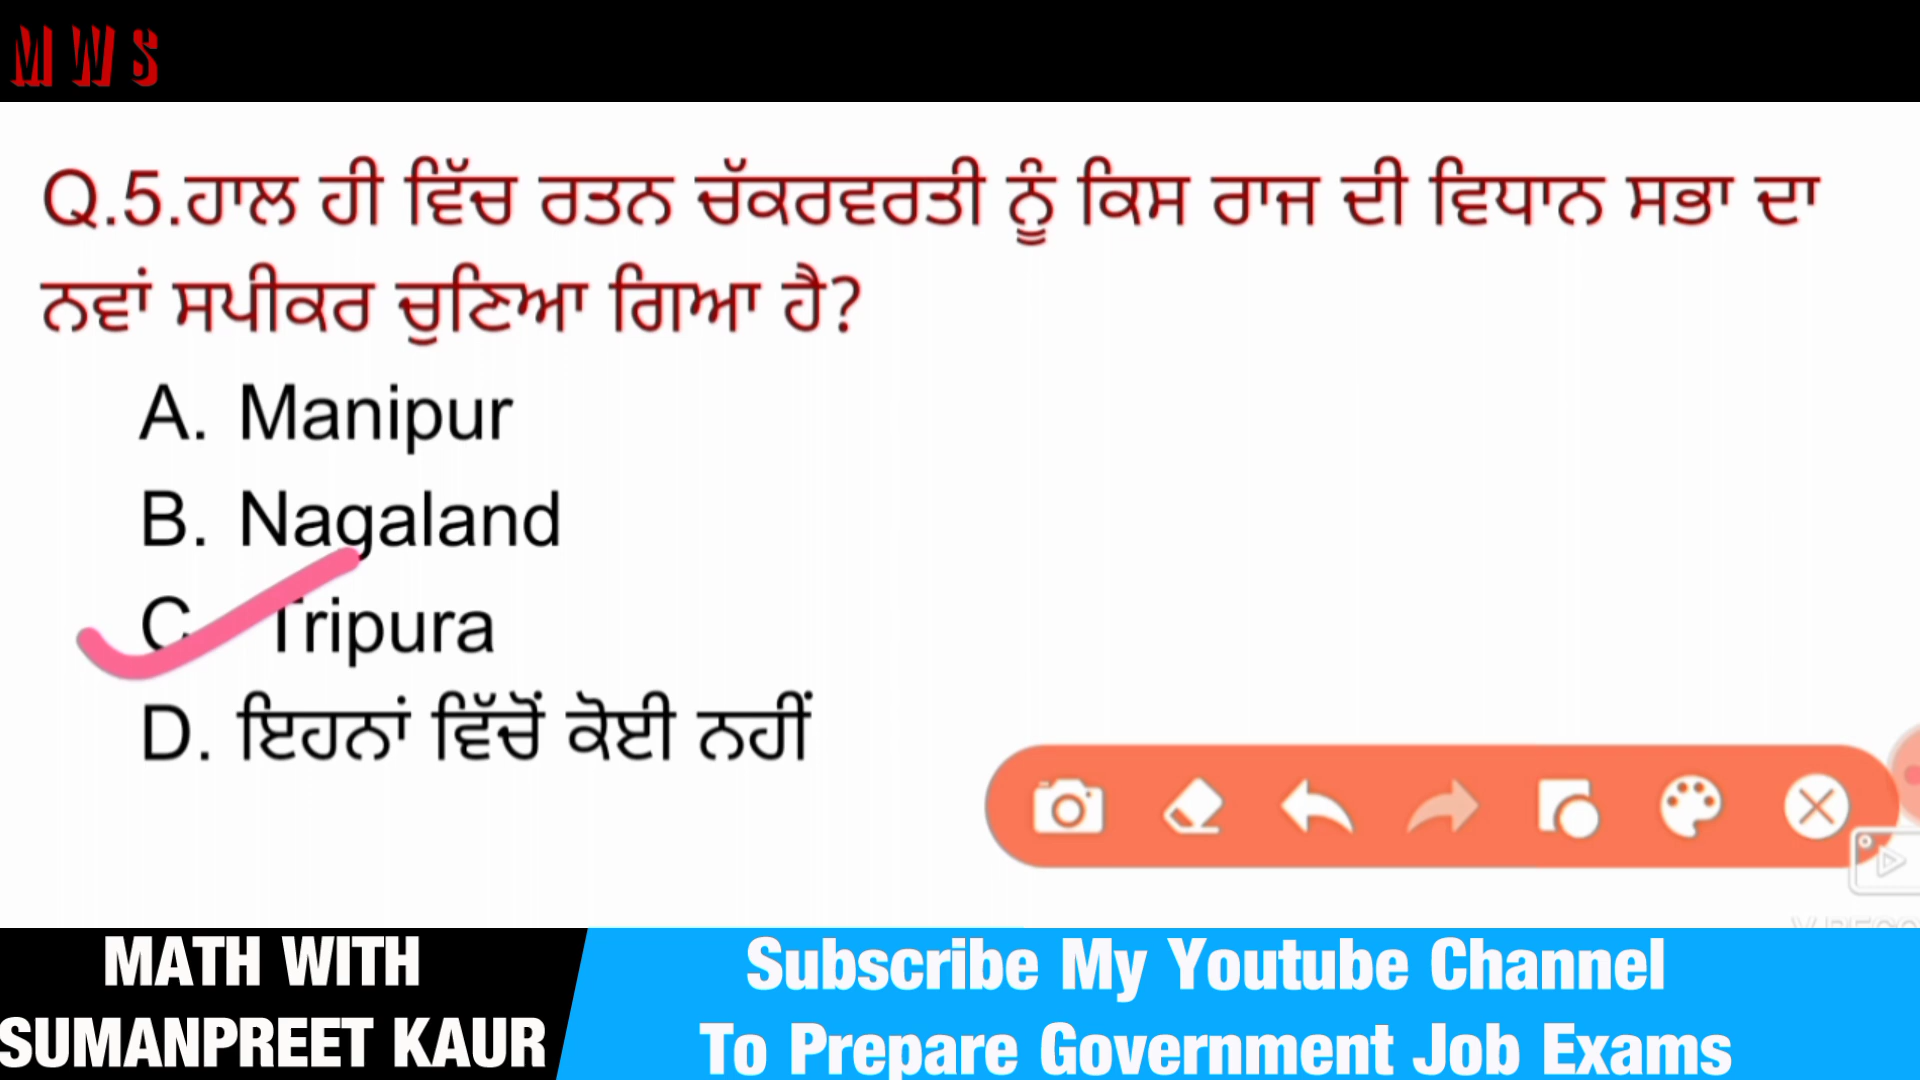 MWS
Q.5.ਹਾਲ ਹੀ ਵਿੱਚ ਰਤਨ ਚੱਕਰਵਰਤੀ ਨੂੰ ਕਿਸ ਰਾਜ ਦੀ ਵਿਧਾਨ ਸਭਾ ਦਾ
ਨਵਾਂ ਸਪੀਕਰ ਚੁਣਿਆ ਗਿਆ ਹੈ?
A. Manipur
B. Nagaland
C Tripura
D. ਇਹਨਾਂ ਵਿੱਚੋਂ ਕੋਈ ਨਹੀਂ
MATH WITH
SUMANPREET KAUR
Subscribe My Youtube Channel
To Prepare Government Job Exams